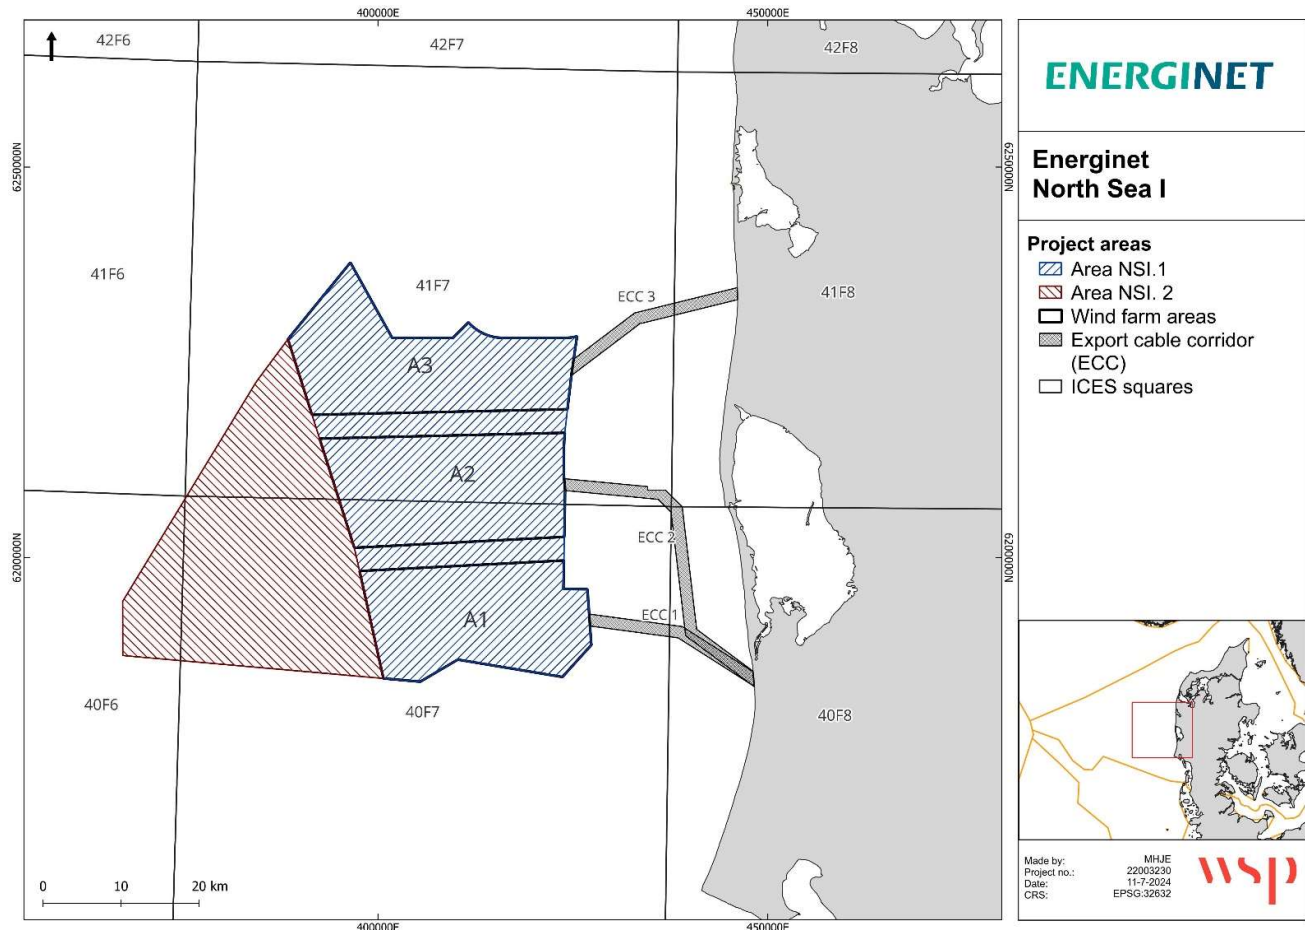 400000E
450000E
42F6
42F7
42F8
6250000N
6250000N
41F6
41F7
ECC 3
41F8
A3
A2
ECC 2
6200000N
6200000N
ECC 1
A1
40F6
40F7
40F8
0
10
20 km
400000E
450000E
ENERGINET
Energinet
North Sea I
Project areas
Area NSI.1
Area NSI. 2
Wind farm areas
Export cable corridor
(ECC)
ICES squares
Made by: MHJE
Project no.: 22003230
Date: 11-7-2024
CRS: EPSG:32632
wsp